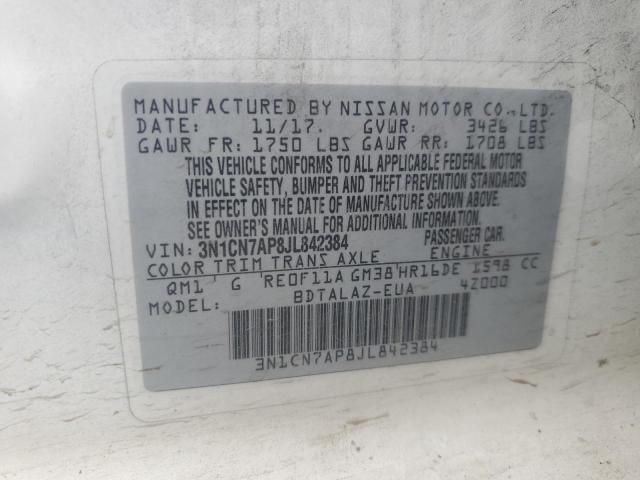 MANUFACTURED BY NISSAN MOTOR CO.,LTD.
DATE: 11/17. GVWR: 3426 LBS
GAWR FR: 1750 LBS GAWR RR: 1708 LBS
THIS VEHICLE CONFORMS TO ALL APPLICABLE FEDERAL MOTOR
VEHICLE SAFETY, BUMPER AND THEFT PREVENTION STANDARDS
IN EFFECT ON THE DATE OF MANUFACTURE SHOWN ABOVE.
SEE OWNER'S MANUAL FOR ADDITIONAL INFORMATION.
VIN: 3N1CN7AP8JL842384 PASSENGER CAR
COLOR TRIM TRANS AXLE ENGINE
QM1 G RE0F11A GM38 HR16DE 1598 CC
MODEL: BDTALAZ-EUA 4Z000
3N1CN7AP8JL842384